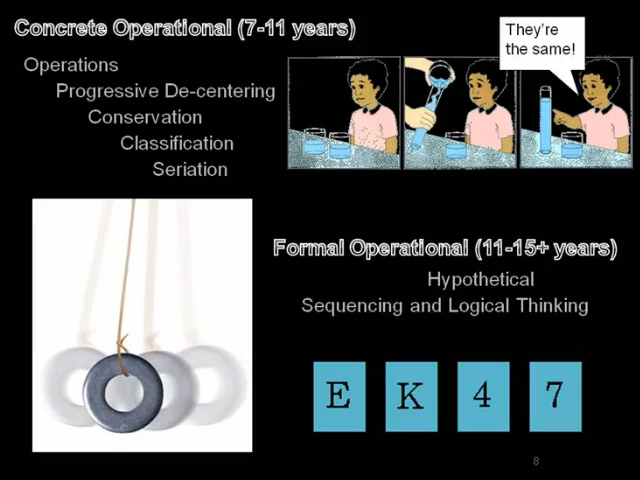 Concrete Operational (7-11 years)
They're
the same!
Operations
Progressive De-centering
Conservation
Classification
Seriation
Formal Operational (11-15+ years)
Hypothetical
Sequencing and Logical Thinking
E K 4 7
8